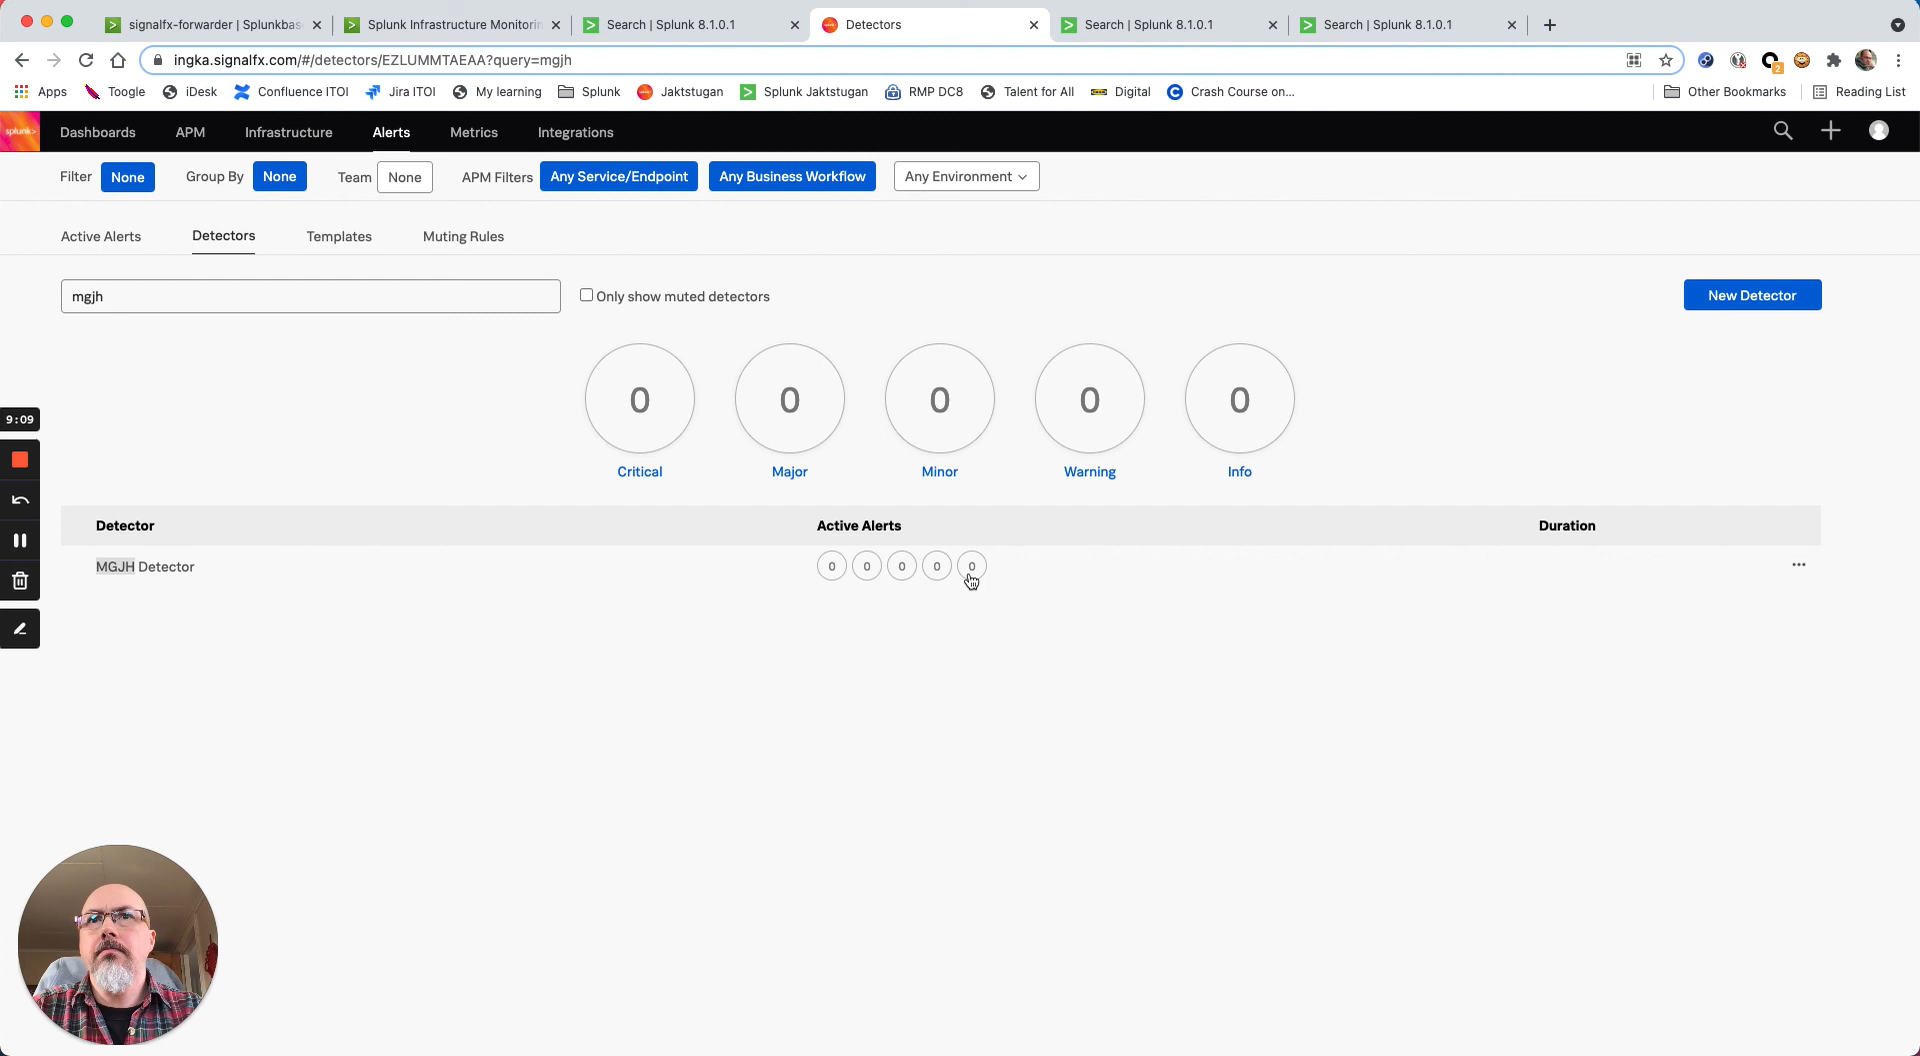 signalfx-forwarder | Splunkbas
Splunk Infrastructure Monitorin
Search | Splunk 8.1.0.1
Detectors
Search | Splunk 8.1.0.1
Search | Splunk 8.1.0.1
ingka.signalfx.com/#/detectors/EZLUMMTAEAA?query=mgjh
2
Apps
Toogle
iDesk
Confluence ITOI
Jira ITOI
My learning
Splunk
Jaktstugan
Splunk Jaktstugan
RMP DC8
Talent for All
Digital
Crash Course on...
Other Bookmarks
Reading List
splunk>
Dashboards
APM
Infrastructure
Alerts
Metrics
Integrations
Filter
None
Group By
None
Team
None
APM Filters
Any Service/Endpoint
Any Business Workflow
Any Environment
Active Alerts
Detectors
Templates
Muting Rules
mgjh
Only show muted detectors
New Detector
0
0
0
0
0
Critical
Major
Minor
Warning
Info
9:09
Detector
Active Alerts
Duration
MGJH Detector
0
0
0
0
0